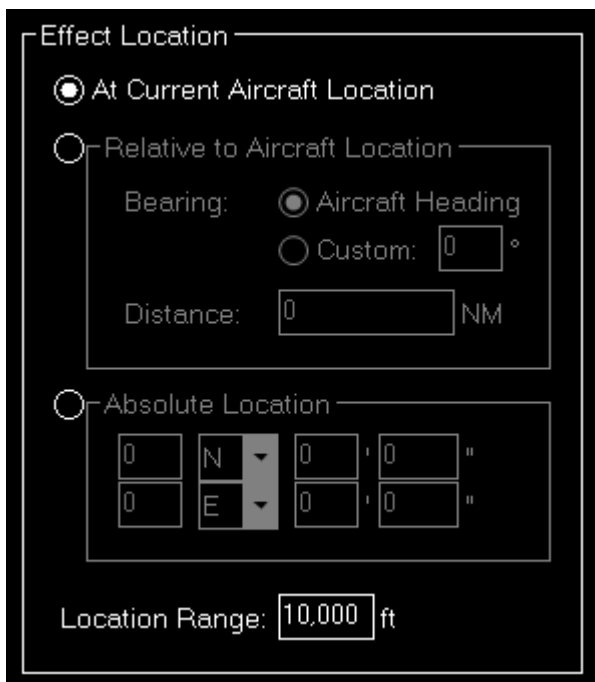 Effect Location
At Current Aircraft Location
Relative to Aircraft Location
Bearing: Aircraft Heading
Custom: 0 °
Distance: 0 NM
Absolute Location
0 N 0 ' 0 "
0 E 0 ' 0 "
Location Range: 10,000 ft